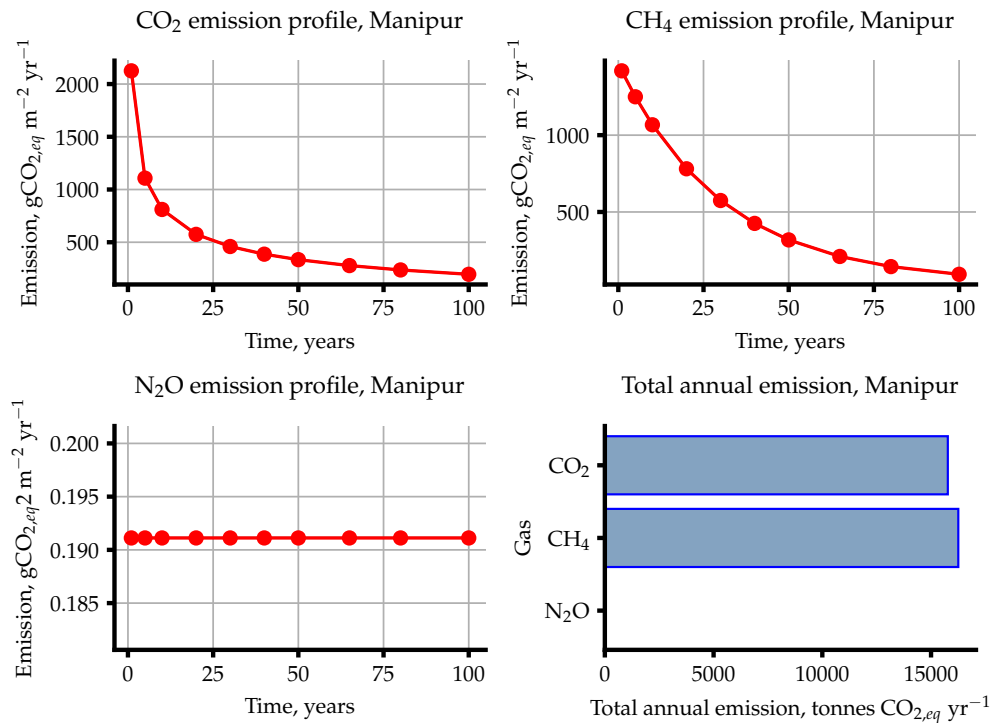 CO₂ emission profile, Manipur
Emission, gCO₂,eq m⁻² yr⁻¹
2000
1500
1000
500
0
25
50
75
100
Time, years
CH₄ emission profile, Manipur
Emission, gCO₂,eq m⁻² yr⁻¹
1000
500
0
25
50
75
100
Time, years
N₂O emission profile, Manipur
Emission, gCO₂,eq2 m⁻² yr⁻¹
0.200
0.195
0.190
0.185
0
25
50
75
100
Time, years
Total annual emission, Manipur
Gas
CO₂
CH₄
N₂O
0
5000
10000
15000
Total annual emission, tonnes CO₂,eq yr⁻¹